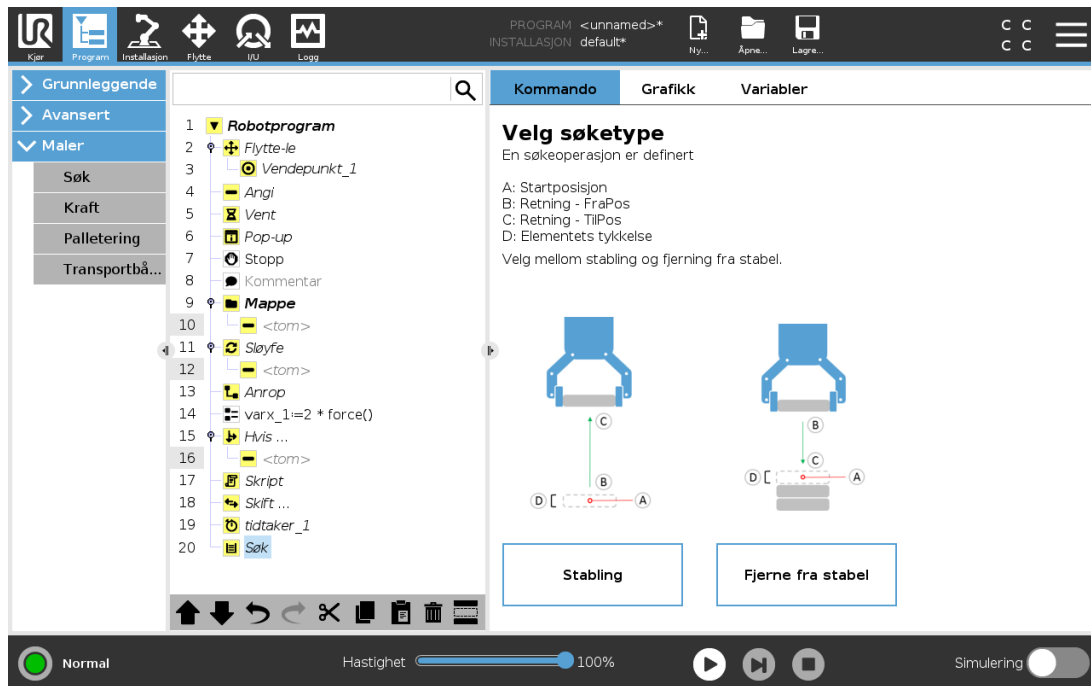 Kjør
Program
Installasjon
Flytte
I/U
Logg
PROGRAM <unnamed>*
INSTALLASJON default*
Ny...
Åpne...
Lagre...
C C
C C
Grunnleggende
Avansert
Maler
Søk
Kraft
Palletering
Transportbå...
1 Robotprogram
2 Flytte-le
3 Vendepunkt_1
4 Angi
5 Vent
6 Pop-up
7 Stopp
8 Kommentar
9 Mappe
10 <tom>
11 Sløyfe
12 <tom>
13 Anrop
14 varx_1≔2 * force()
15 Hvis ...
16 <tom>
17 Skript
18 Skift ...
19 tidtaker_1
20 Søk
Kommando
Grafikk
Variabler
Velg søketype
En søkeoperasjon er definert
A: Startposisjon
B: Retning - FraPos
C: Retning - TilPos
D: Elementets tykkelse
Velg mellom stabling og fjerning fra stabel.
C
B
D
A
B
C
D
A
Stabling
Fjerne fra stabel
Normal
Hastighet
100%
Simulering